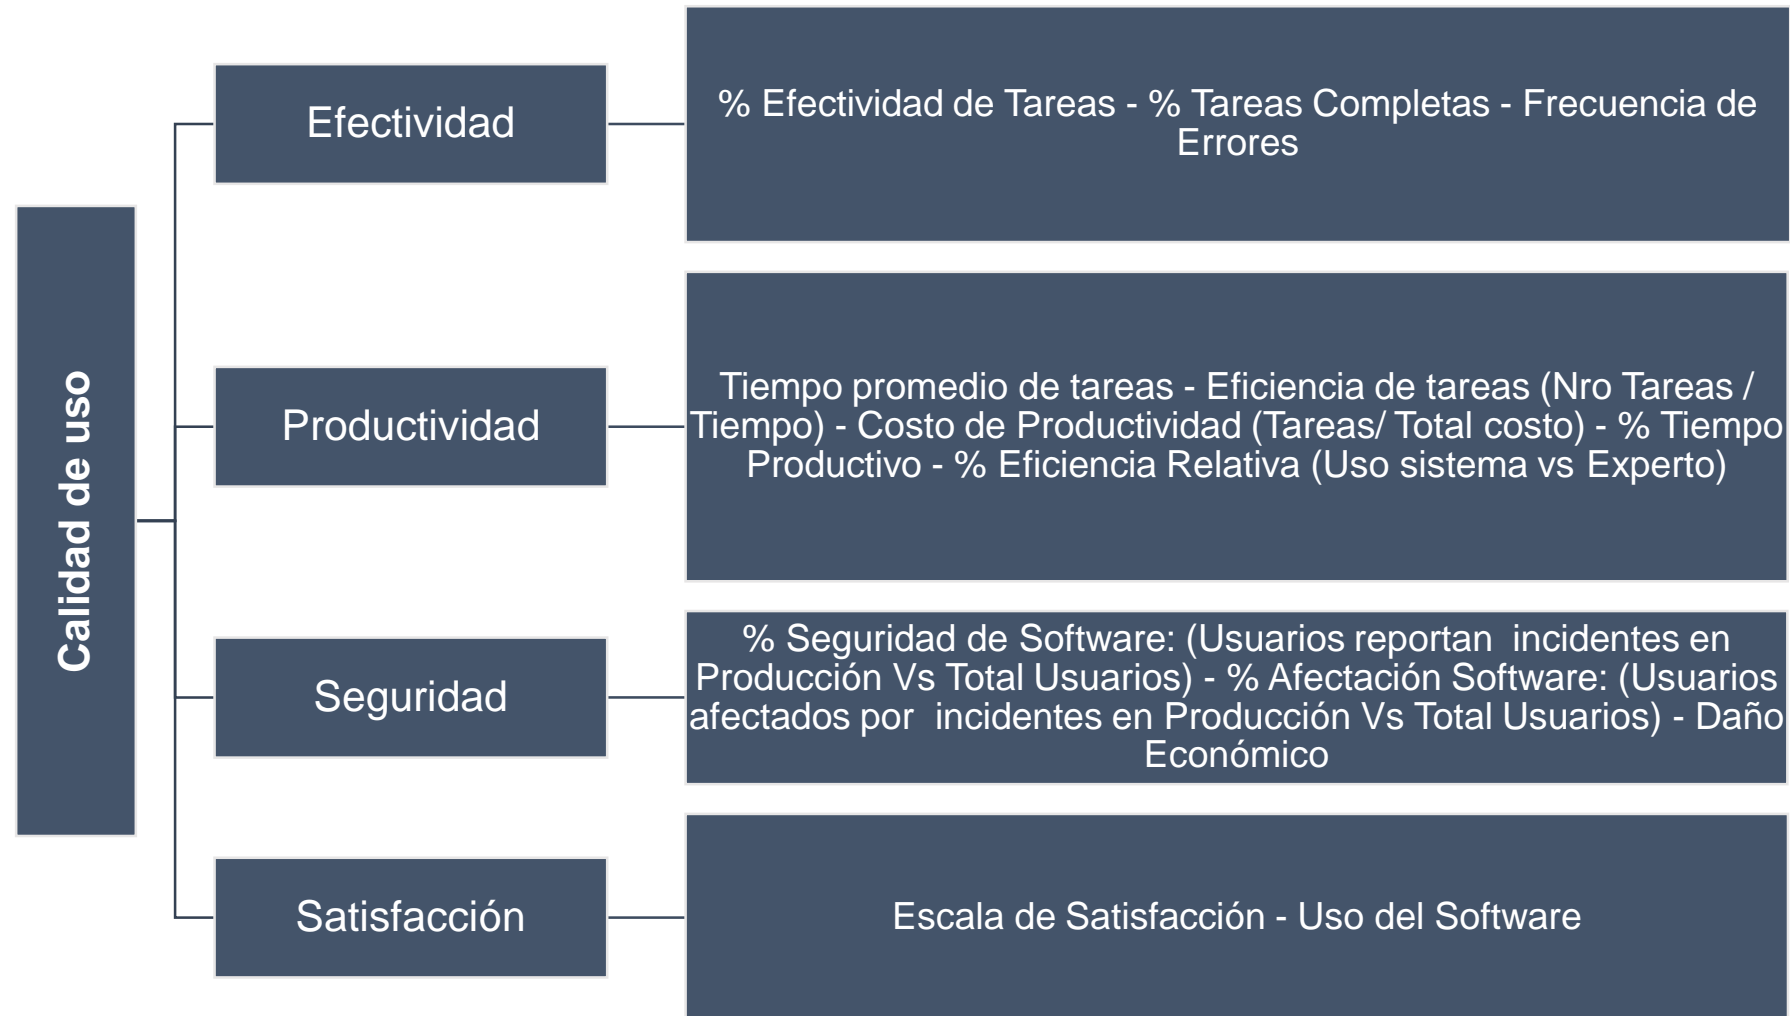 Calidad de uso
Efectividad
% Efectividad de Tareas - % Tareas Completas - Frecuencia de
Errores
Productividad
Tiempo promedio de tareas - Eficiencia de tareas (Nro Tareas /
Tiempo) - Costo de Productividad (Tareas/ Total costo) - % Tiempo
Productivo - % Eficiencia Relativa (Uso sistema vs Experto)
Seguridad
% Seguridad de Software: (Usuarios reportan  incidentes en
Producción Vs Total Usuarios) - % Afectación Software: (Usuarios
afectados por  incidentes en Producción Vs Total Usuarios) - Daño
Económico
Satisfacción
Escala de Satisfacción - Uso del Software